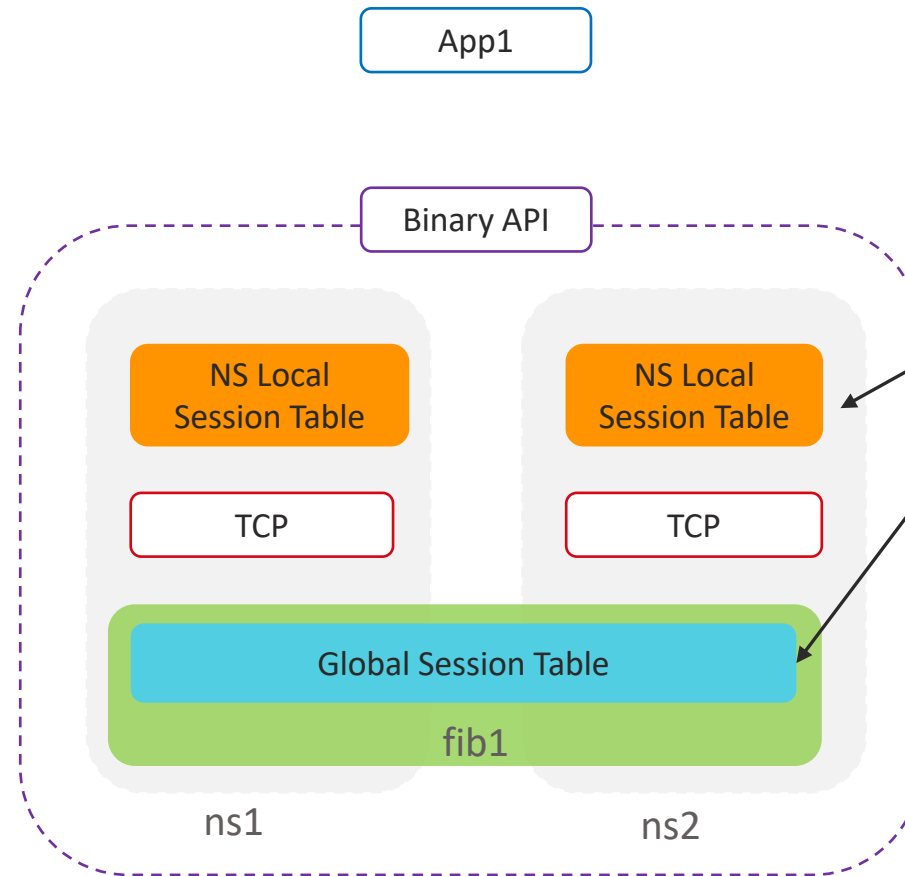 App1
Binary API
NS Local
Session Table
NS Local
Session Table
TCP
TCP
Global Session Table
fib1
ns1
ns2